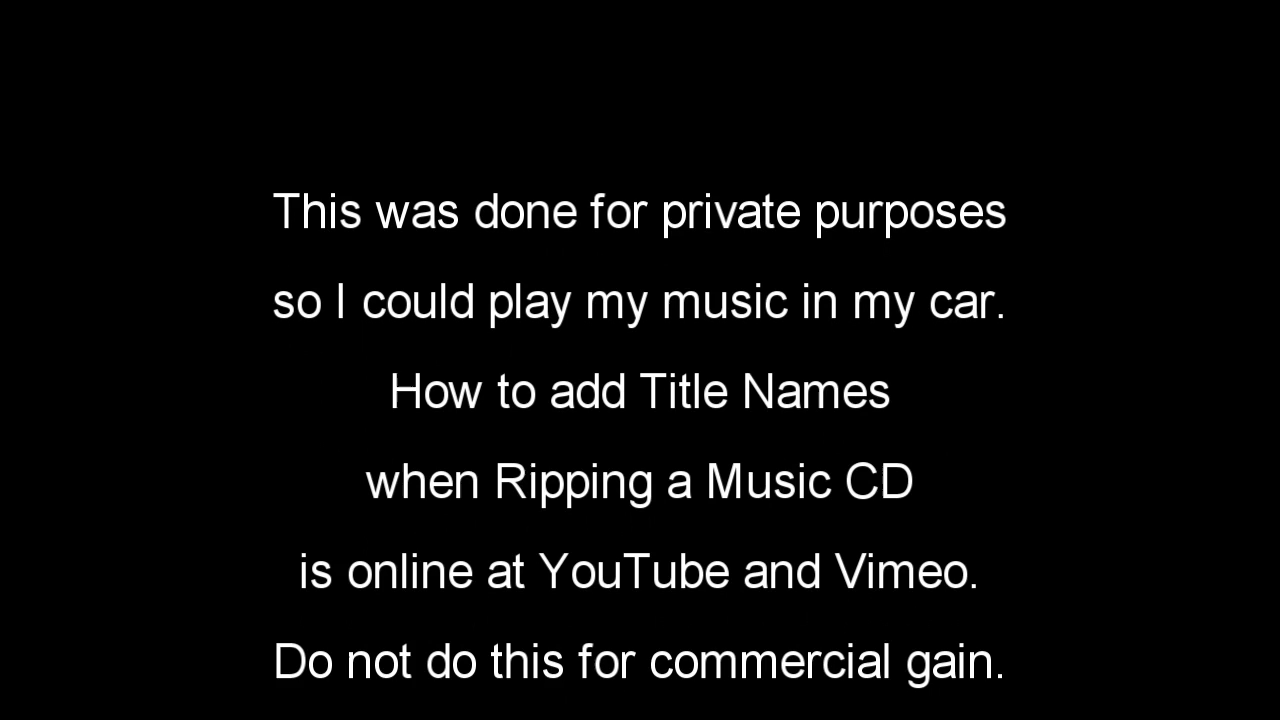 This was done for private purposes
so I could play my music in my car.
How to add Title Names
when Ripping a Music CD
is online at YouTube and Vimeo.
Do not do this for commercial gain.